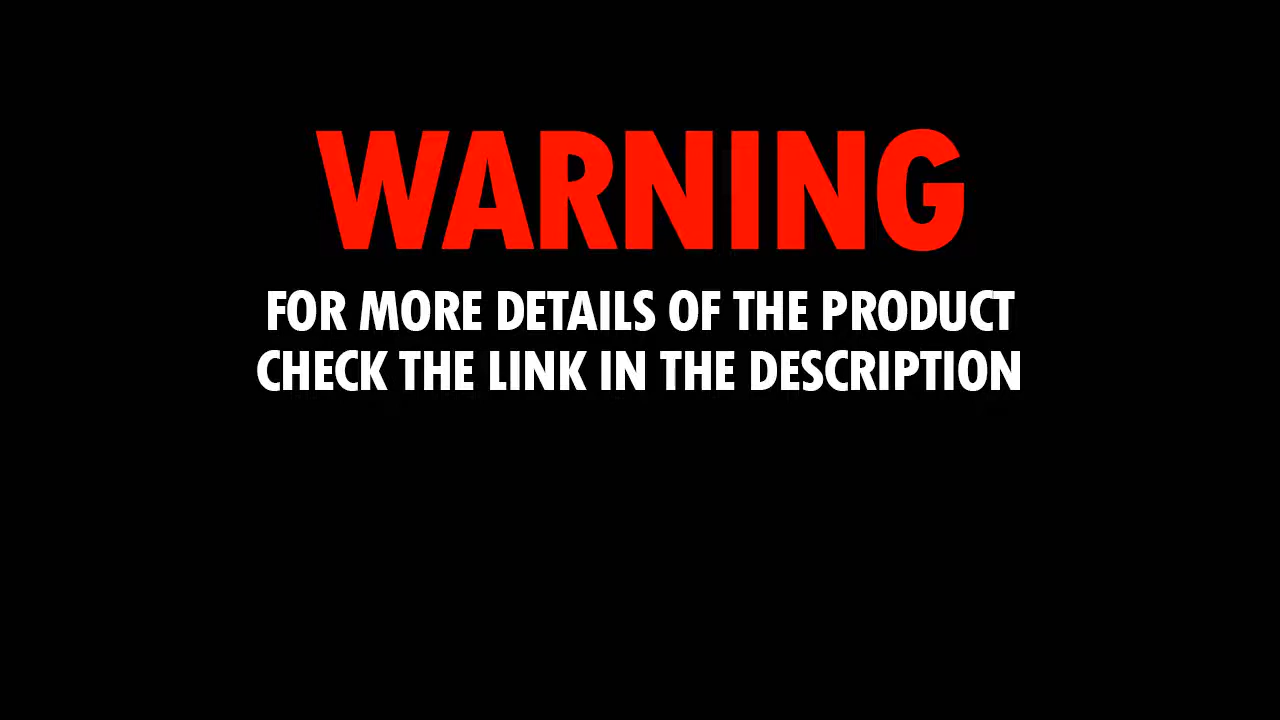 WARNING
FOR MORE DETAILS OF THE PRODUCT
CHECK THE LINK IN THE DESCRIPTION